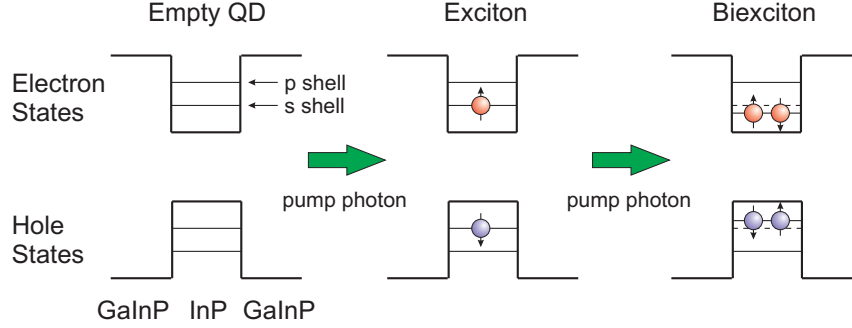 Empty QD
Exciton
Biexciton
Electron
States
p shell
s shell
pump photon
pump photon
Hole
States
GaInP InP GaInP